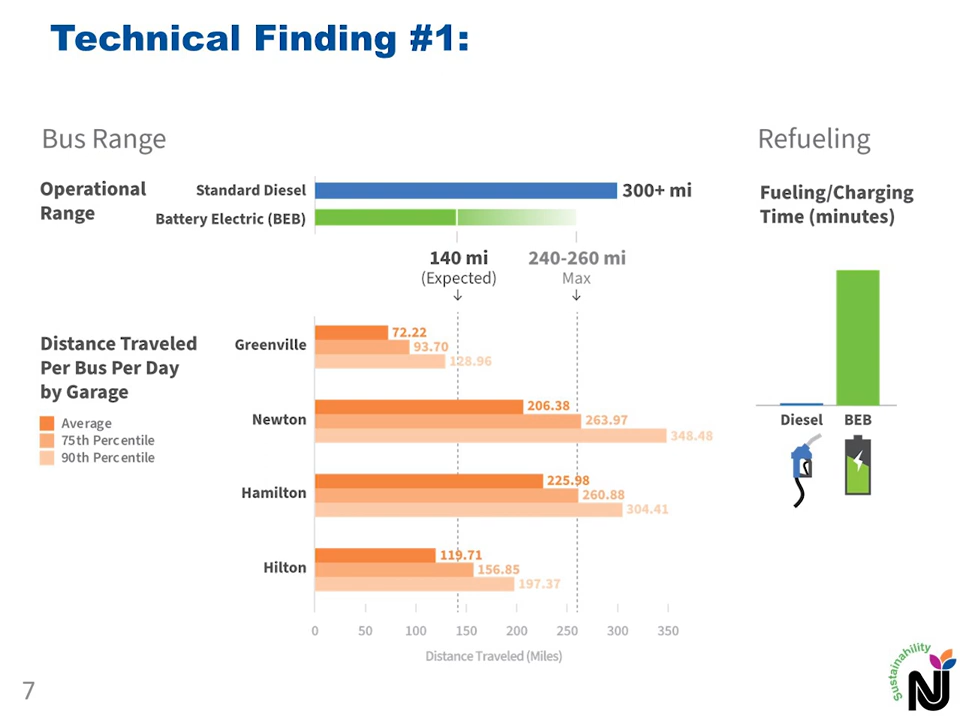 Technical Finding #1:
Bus Range
Refueling
Operational
Range
Standard Diesel
300+ mi
Battery Electric (BEB)
140 mi
(Expected)
240-260 mi
Max
Fueling/Charging
Time (minutes)
Diesel
BEB
Distance Traveled
Per Bus Per Day
by Garage
Average
75th Percentile
90th Percentile
Greenville
72.22
93.70
128.96
Newton
206.38
263.97
348.48
Hamilton
225.98
260.88
304.41
Hilton
119.71
156.85
197.37
0 50 100 150 200 250 300 350
Distance Traveled (Miles)
7
Sustainability
NJ